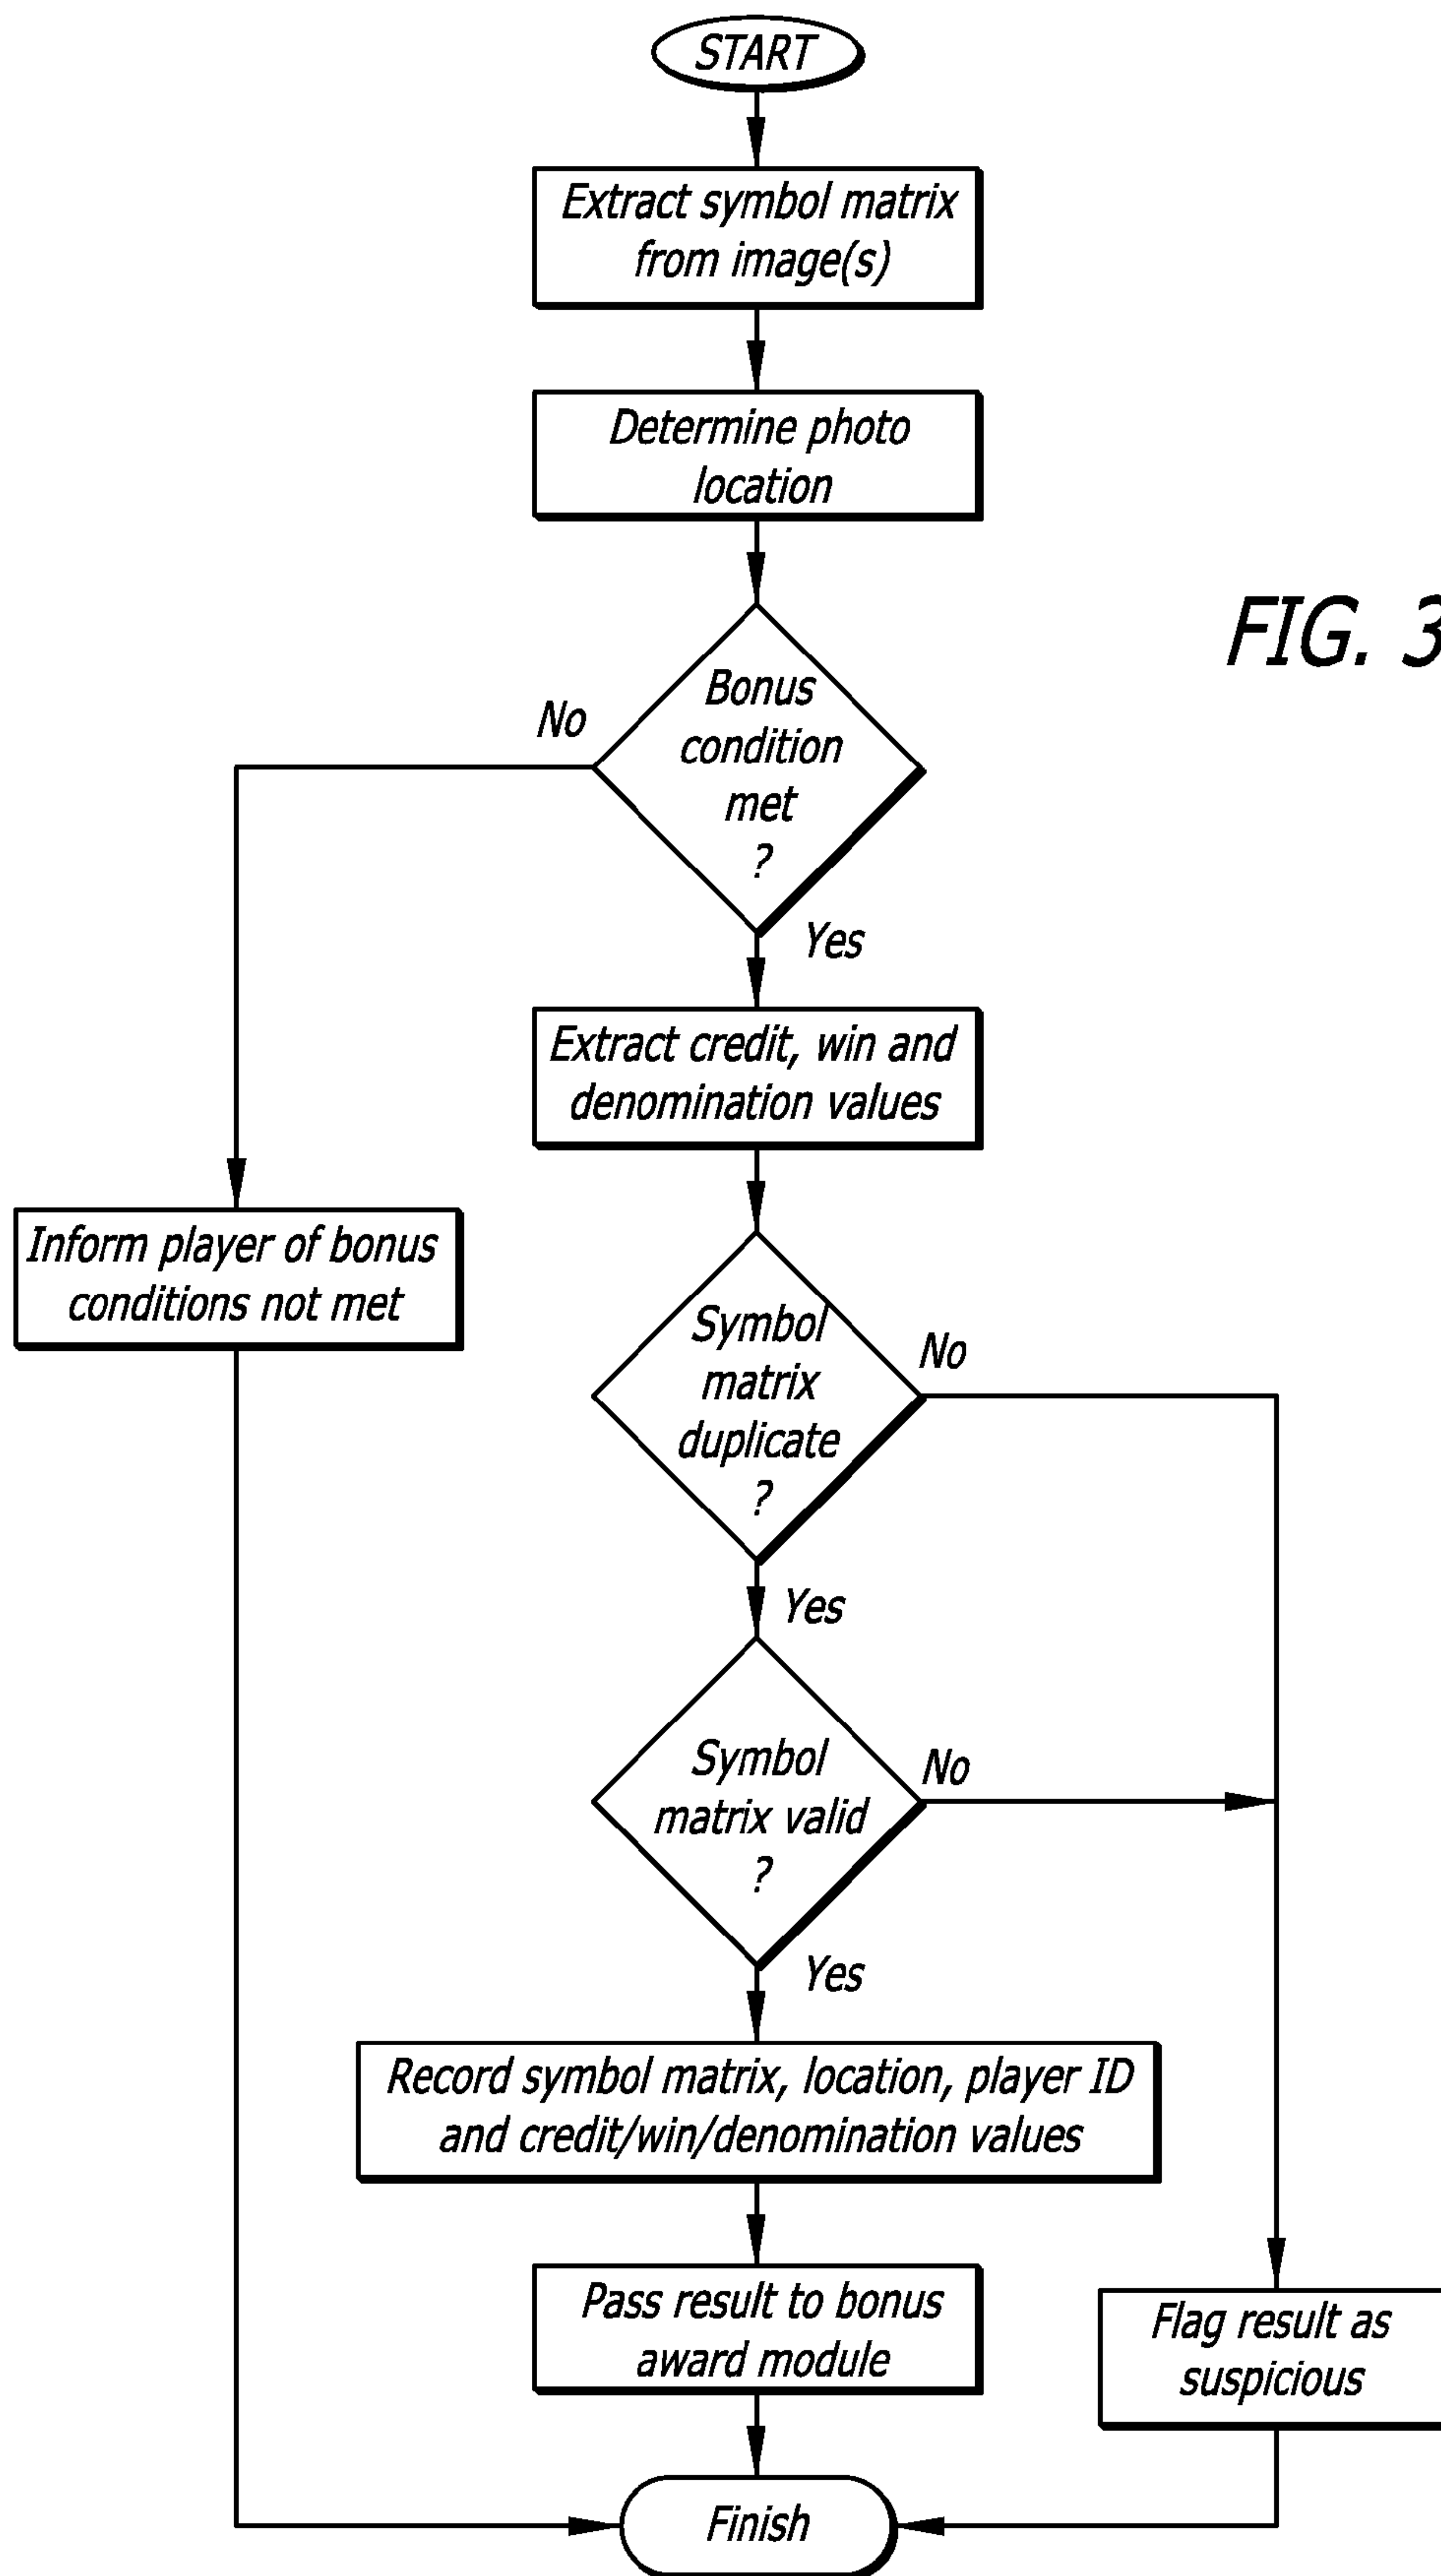 START
Extract symbol matrix
from image(s)
Determine photo
location
FIG. 3
Bonus
condition
met
?
No
Yes
Extract credit, win and
denomination values
Inform player of bonus
conditions not met
Symbol
matrix
duplicate
?
No
Yes
Symbol
matrix valid
?
No
Yes
Record symbol matrix, location, player ID
and credit/win/denomination values
Pass result to bonus
award module
Flag result as
suspicious
Finish